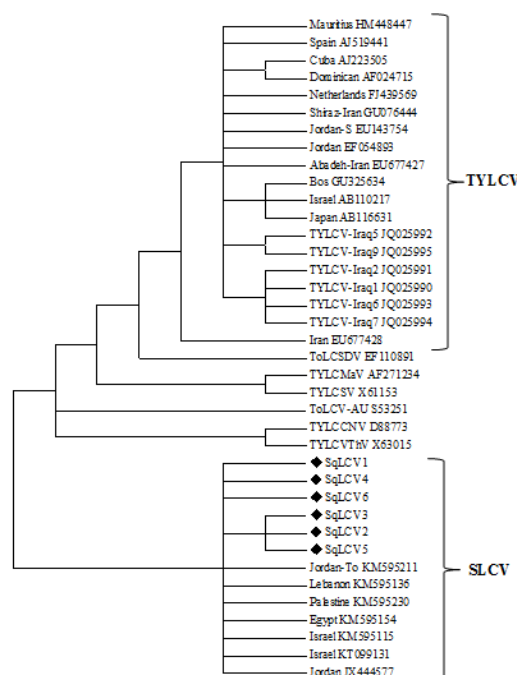 Mauritius HM448447
Spain AJ519441
Cuba AJ223505
Dominican AF024715
Netherlands FJ439569
Shiraz-Iran GU076444
Jordan-S EU143754
Jordan EF054893
Abadeh-Iran EU677427
TYLCV
Bos GU325634
Israel AB110217
Japan AB116631
TYLCV-Iraq5 JQ025992
TYLCV-Iraq9 JQ025995
TYLCV-Iraq2 JQ025991
TYLCV-Iraq1 JQ025990
TYLCV-Iraq6 JQ025993
TYLCV-Iraq7 JQ025994
Iran EU677428
ToLCSDV EF110891
TYLCMaV AF271234
TYLCSV X61153
ToLCV-AU S53251
TYLCCNV D88773
TYLCVThV X63015
◆ SqLCV1
◆ SqLCV4
◆ SqLCV6
◆ SqLCV3
◆ SqLCV2
◆ SqLCV5
Jordan-To KM595211
SLCV
Lebanon KM595136
Palestine KM595230
Egypt KM595154
Israel KM595115
Israel KT099131
Jordan JX444577